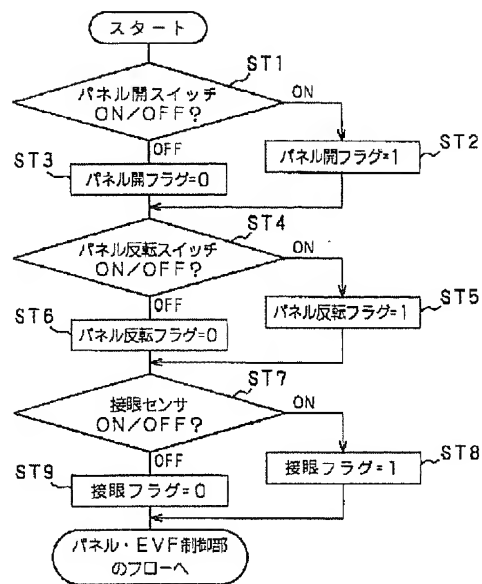 スタート
ST1
パネル開スイッチ
ON/OFF?
ON
OFF
ST3
パネル開フラグ=0
パネル開フラグ=1
ST2
ST4
パネル反転スイッチ
ON/OFF?
ON
OFF
ST6
パネル反転フラグ=0
パネル反転フラグ=1
ST5
ST7
接眼センサ
ON/OFF?
ON
OFF
ST9
接眼フラグ=0
接眼フラグ=1
ST8
パネル・EVF制御部
のフローへ